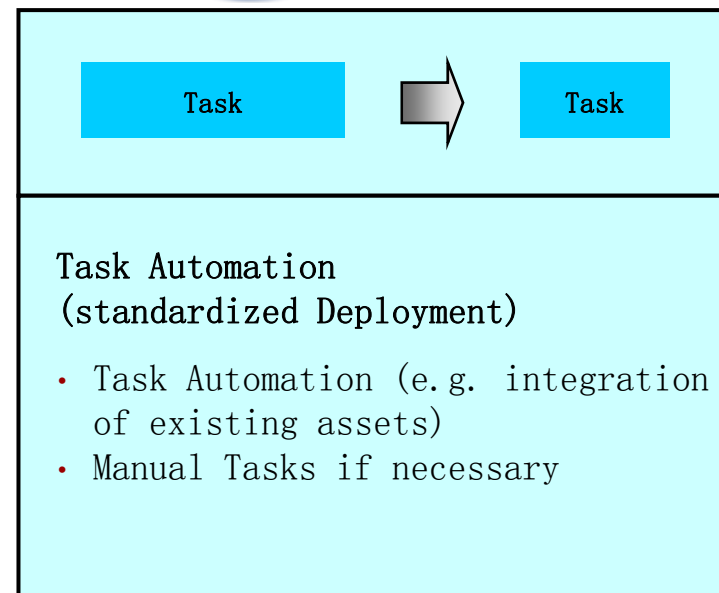 Task Task
Task Automation
(standardized Deployment)
• Task Automation (e.g. integration
of existing assets)
• Manual Tasks if necessary